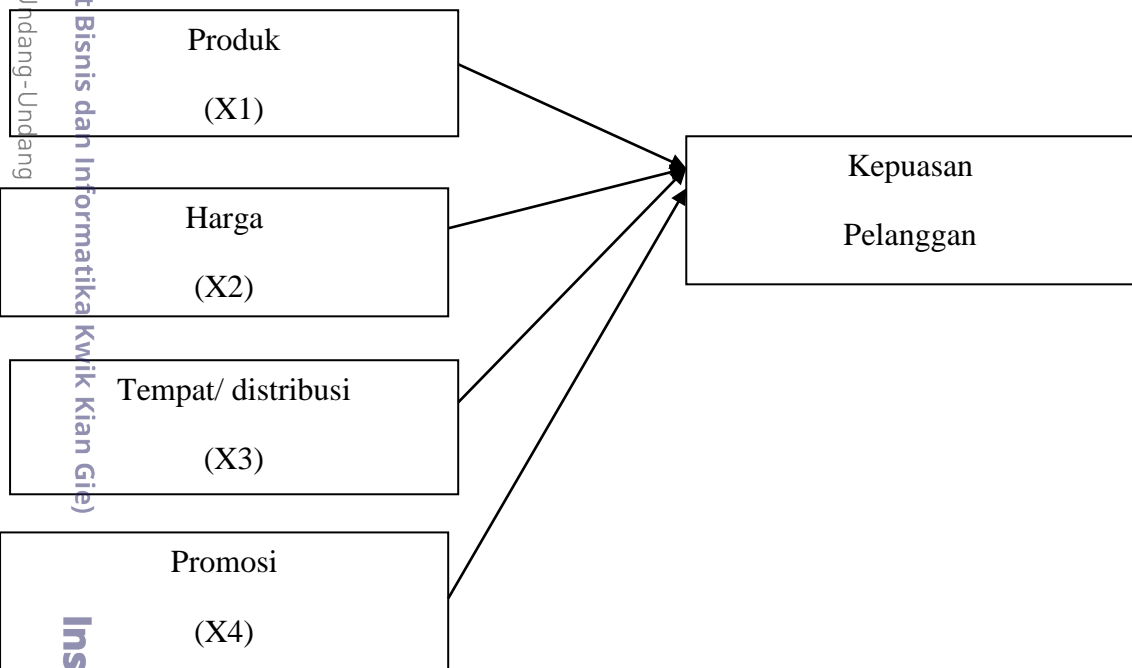 Produk
(X1)
Harga
(X2)
Tempat/ distribusi
(X3)
Promosi
(X4)
Kepuasan
Pelanggan
t Bisnis dan Informatika Kwik Kian Gie)
Undang-Undang
Ins